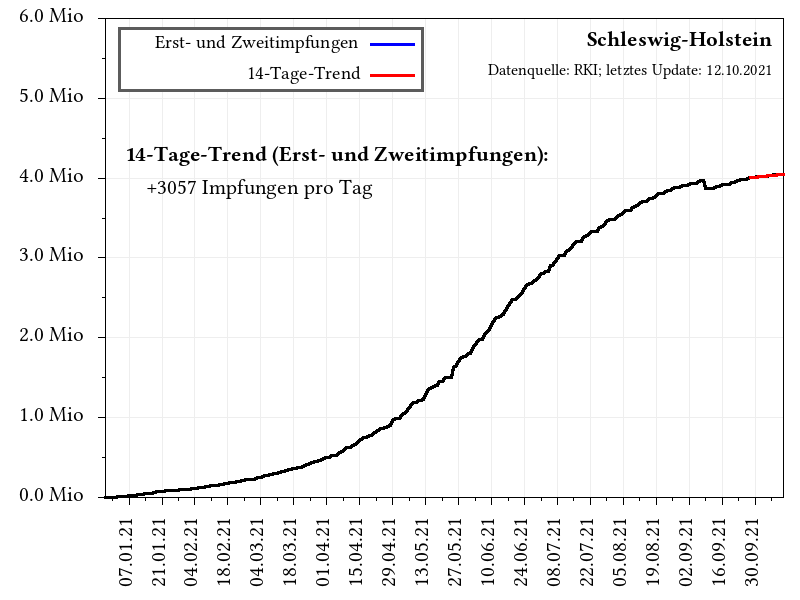 6.0 Mio
5.0 Mio
4.0 Mio
3.0 Mio
2.0 Mio
1.0 Mio
0.0 Mio
Erst- und Zweitimpfungen
14-Tage-Trend
Schleswig-Holstein
Datenquelle: RKI; letztes Update: 12.10.2021
14-Tage-Trend (Erst- und Zweitimpfungen):
+3057 Impfungen pro Tag
07.01.21
21.01.21
04.02.21
18.02.21
04.03.21
18.03.21
01.04.21
15.04.21
29.04.21
13.05.21
27.05.21
10.06.21
24.06.21
08.07.21
22.07.21
05.08.21
19.08.21
02.09.21
16.09.21
30.09.21